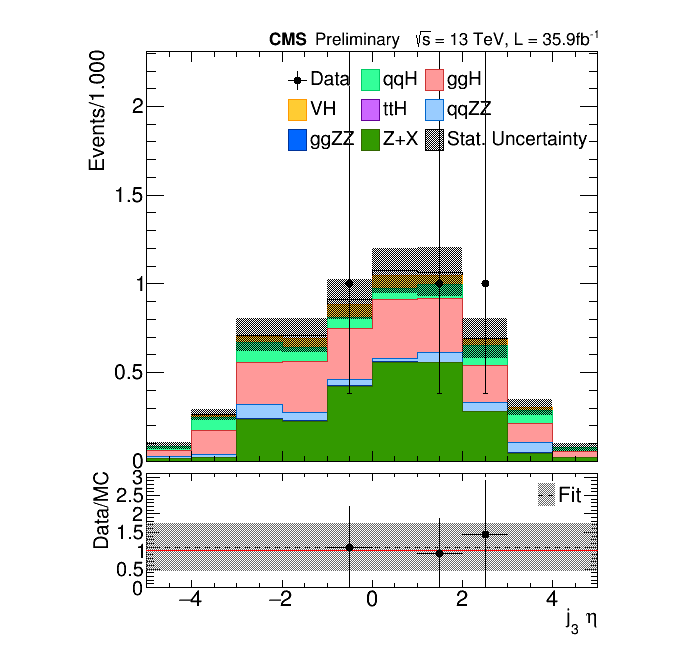 CMS Preliminary √s = 13 TeV, L = 35.9fb⁻¹
Events/1.000
Data qqH ggH
VH ttH qqZZ
ggZZ Z+X Stat. Uncertainty
2
1.5
1
0.5
0
Data/MC
Fit
3
2.5
2
1.5
1
0.5
0
−4 −2 0 2 4
j₃ η